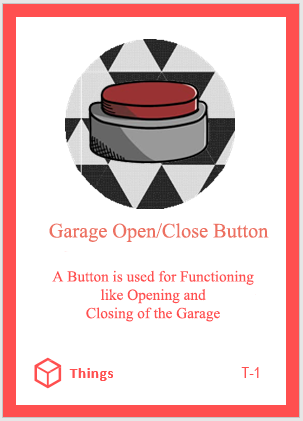 Garage Open/Close Button
A Button is used for Functioning
like Opening and
Closing of the Garage
Things T-1